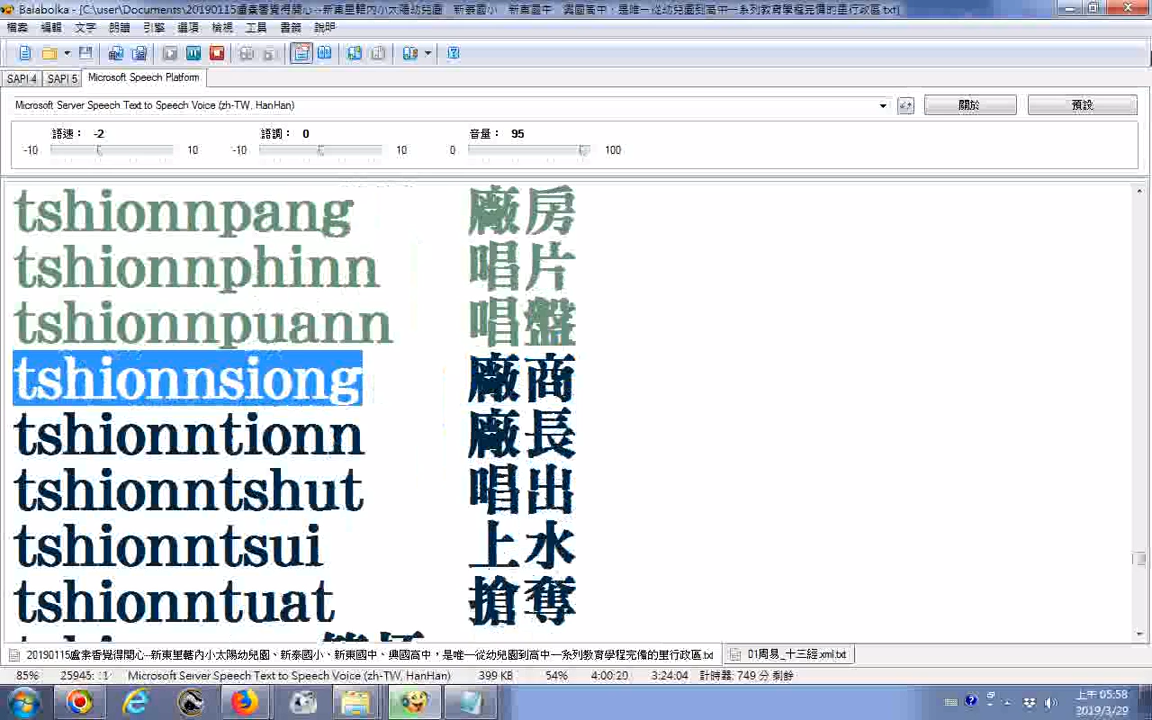 Balabolka - [C:\user\Documents\20190115盧紫香覺得開心--新東里轄內小太陽幼兒園、新泰國小、新東國中、興國高中，是唯一從幼兒園到高中一系列教育學程完備的里行政區.txt]
檔案 編輯 文字 朗讀 引擎 選項 檢視 工具 書籤 說明
SAPI 4 SAPI 5 Microsoft Speech Platform
Microsoft Server Speech Text to Speech Voice (zh-TW, HanHan) 關於 預設
語速： -2 語調： 0 音量： 95
-10 10 -10 10 0 100
tshionnpang 廠房
tshionnphinn 唱片
tshionnpuann 唱盤
tshionnsiong 廠商
tshionntionn 廠長
tshionntshut 唱出
tshionntsui 上水
tshionntuat 搶奪
20190115盧紫香覺得開心--新東里轄內小太陽幼兒園、新泰國小、新東國中、興國高中，是唯一從幼兒園到高中一系列教育學程完備的里行政區.txt 01周易_十三經.xml.txt
85% 25945: :1 Microsoft Server Speech Text to Speech Voice (zh-TW, HanHan) 399 KB 54% 4:00:20 3:24:04 計時器: 749 分 剩餘
上午 05:58
2019/3/29